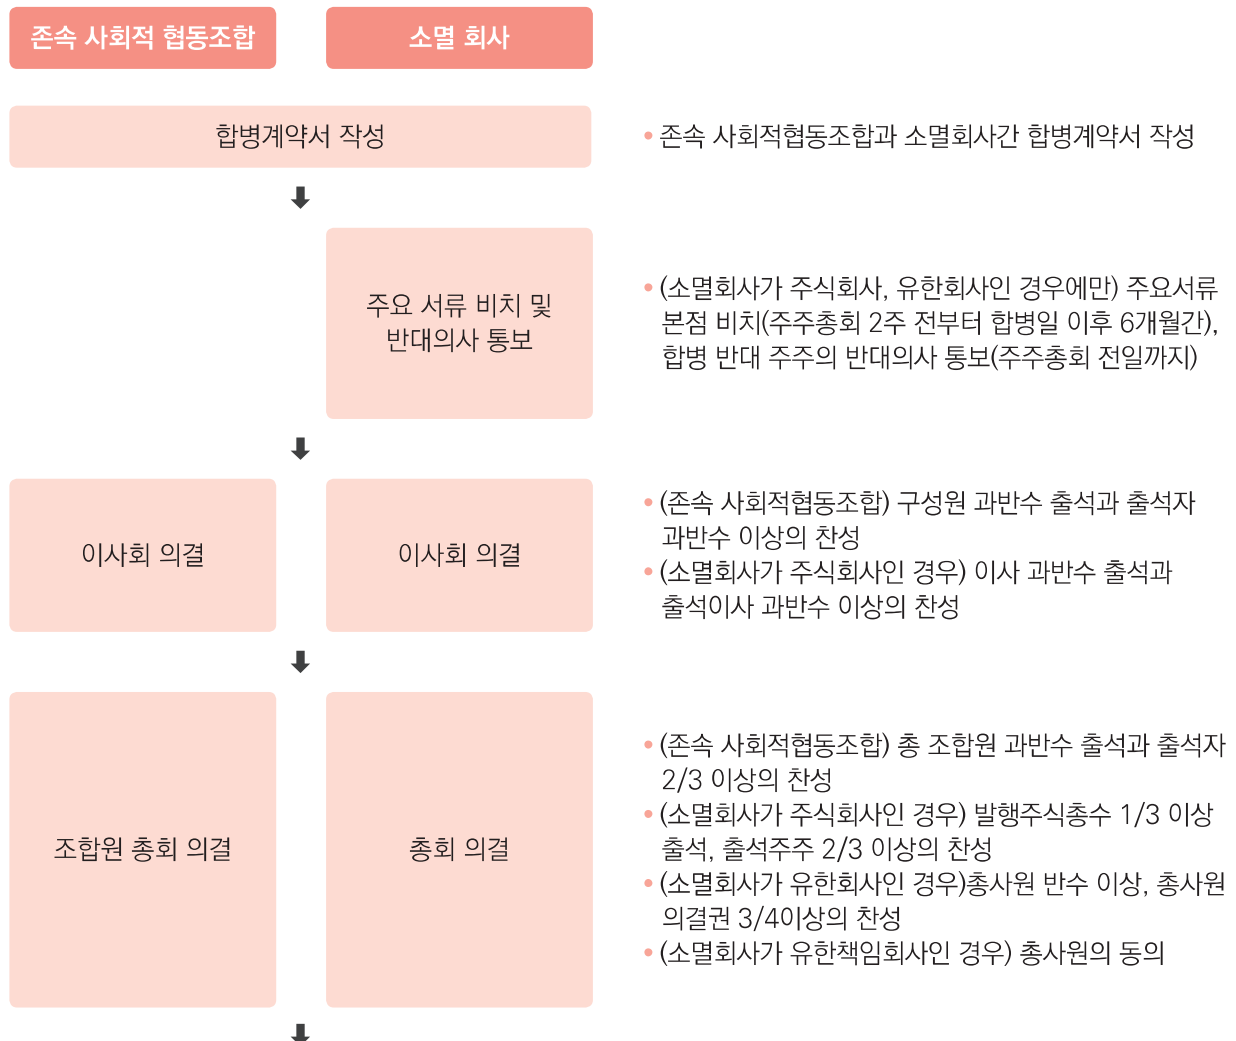 존속 사회적 협동조합
소멸 회사
합병계약서 작성
• 존속 사회적협동조합과 소멸회사간 합병계약서 작성
주요 서류 비치 및
반대의사 통보
• (소멸회사가 주식회사, 유한회사인 경우에만) 주요서류
본점 비치(주주총회 2주 전부터 합병일 이후 6개월간),
합병 반대 주주의 반대의사 통보(주주총회 전일까지)
이사회 의결
이사회 의결
• (존속 사회적협동조합) 구성원 과반수 출석과 출석자
과반수 이상의 찬성
• (소멸회사가 주식회사인 경우) 이사 과반수 출석과
출석이사 과반수 이상의 찬성
조합원 총회 의결
총회 의결
• (존속 사회적협동조합) 총 조합원 과반수 출석과 출석자
2/3 이상의 찬성
• (소멸회사가 주식회사인 경우) 발행주식총수 1/3 이상
출석, 출석주주 2/3 이상의 찬성
• (소멸회사가 유한회사인 경우)총사원 반수 이상, 총사원
의결권 3/4이상의 찬성
• (소멸회사가 유한책임회사인 경우) 총사원의 동의